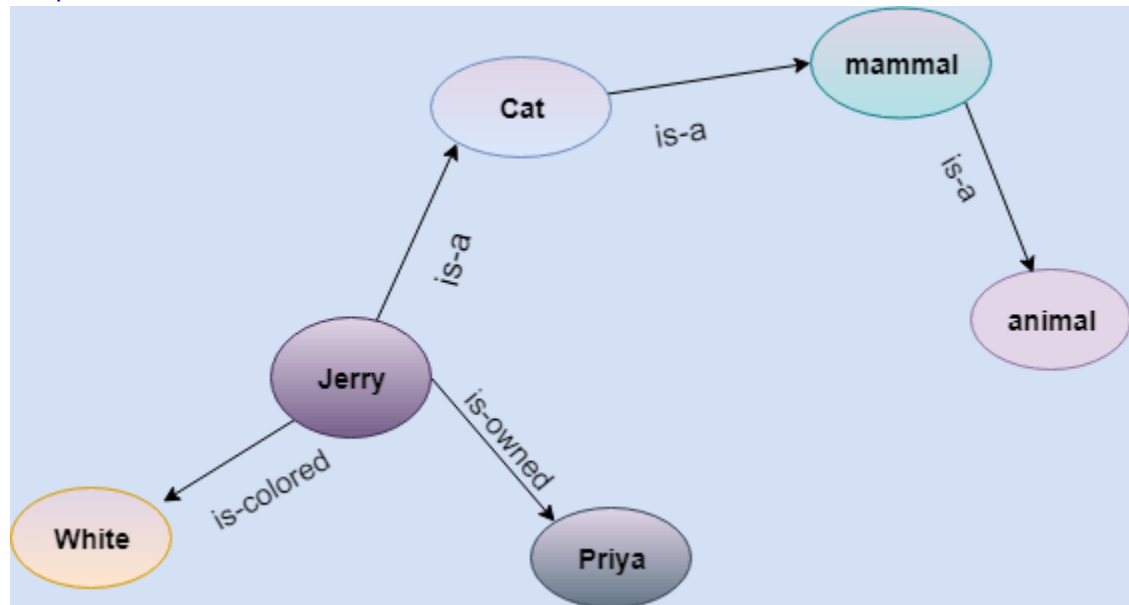 mammal
Cat
is-a
is-a
is-a
animal
Jerry
is-owned
is-colored
White
Priya